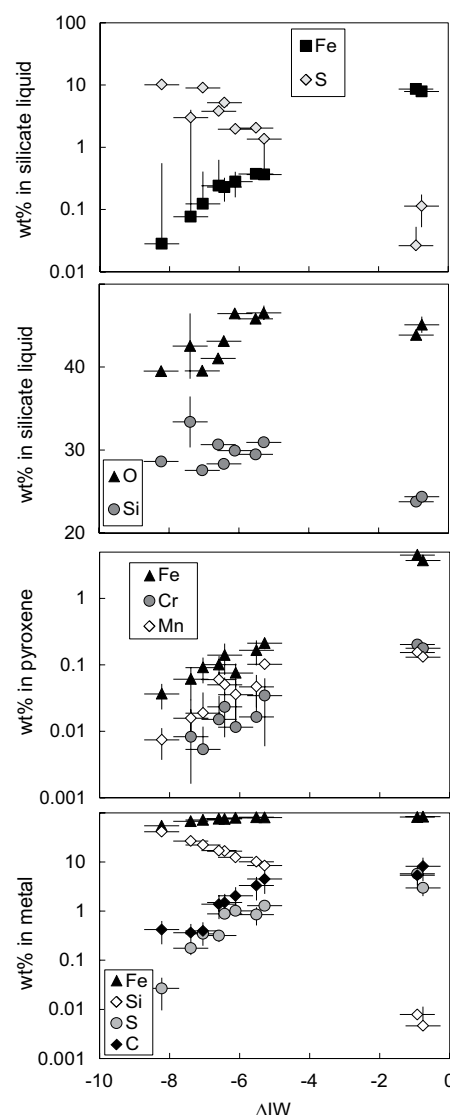 100
10
1
0.1
0.01
wt% in silicate liquid
Fe
S
40
30
20
wt% in silicate liquid
O
Si
1
0.1
0.01
0.001
wt% in pyroxene
Fe
Cr
Mn
10
1
0.1
0.01
0.001
wt% in metal
Fe
Si
S
C
-10 -8 -6 -4 -2 0
ΔIW